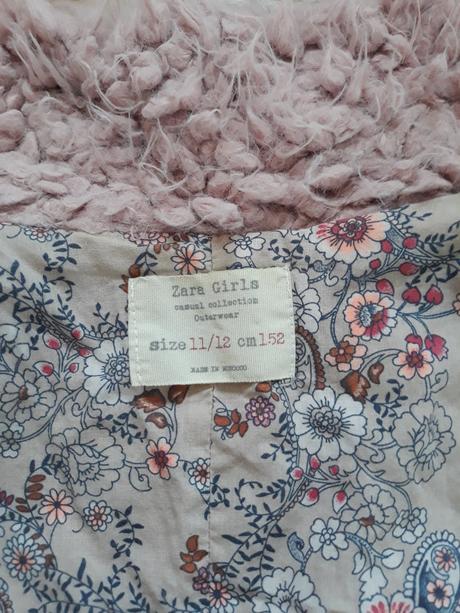 Zara Girls
casual collection
Outerwear
size 11/12 cm 152
MADE IN MOROCCO